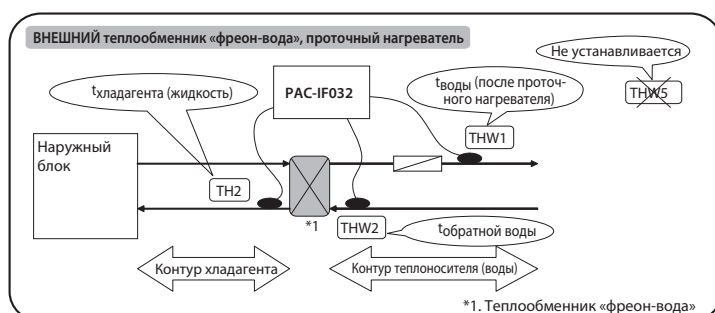 ВНЕШНИЙ теплообменник «фреон-вода», проточный нагреватель
Не устанавливается
THW5
tхладагента (жидкость)
PAC-IF032
tводы (после проточ-
ного нагревателя)
THW1
Наружный
блок
TH2
*1
THW2
tобратной воды
Контур хладагента
Контур теплоносителя (воды)
*1. Теплообменник «фреон-вода»